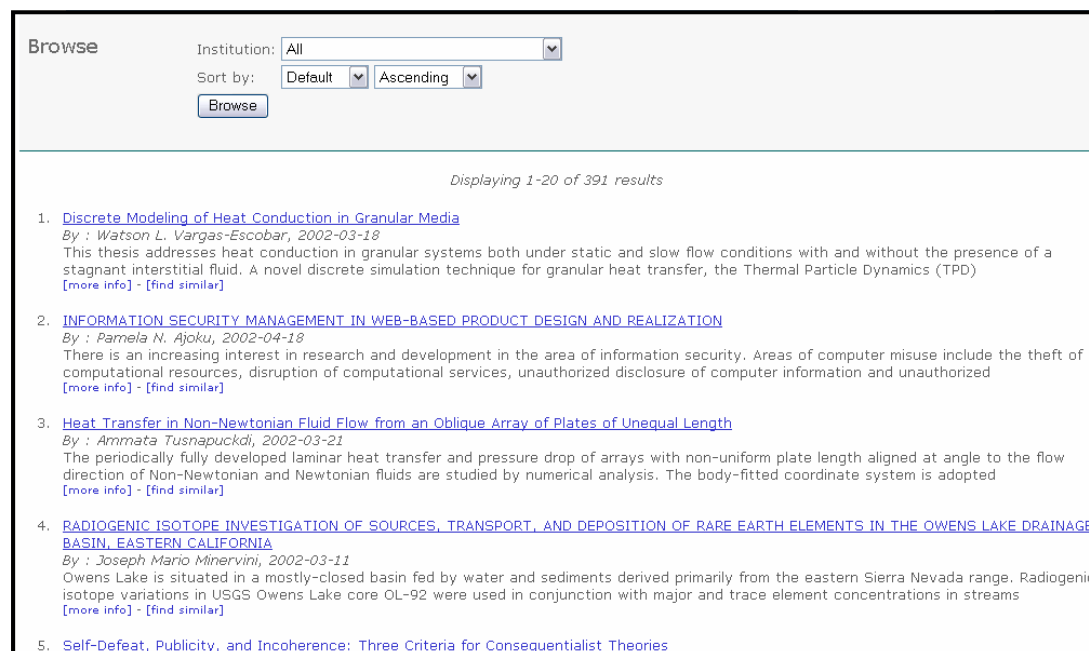 Browse
Institution: All
Sort by: Default Ascending
Browse
Displaying 1-20 of 391 results
1. Discrete Modeling of Heat Conduction in Granular Media
By : Watson L. Vargas-Escobar, 2002-03-18
This thesis addresses heat conduction in granular systems both under static and slow flow conditions with and without the presence of a
stagnant interstitial fluid. A novel discrete simulation technique for granular heat transfer, the Thermal Particle Dynamics (TPD)
[more info] - [find similar]
2. INFORMATION SECURITY MANAGEMENT IN WEB-BASED PRODUCT DESIGN AND REALIZATION
By : Pamela N. Ajoku, 2002-04-18
There is an increasing interest in research and development in the area of information security. Areas of computer misuse include the theft of
computational resources, disruption of computational services, unauthorized disclosure of computer information and unauthorized
[more info] - [find similar]
3. Heat Transfer in Non-Newtonian Fluid Flow from an Oblique Array of Plates of Unequal Length
By : Ammata Tusnapuckdi, 2002-03-21
The periodically fully developed laminar heat transfer and pressure drop of arrays with non-uniform plate length aligned at angle to the flow
direction of Non-Newtonian and Newtonian fluids are studied by numerical analysis. The body-fitted coordinate system is adopted
[more info] - [find similar]
4. RADIOGENIC ISOTOPE INVESTIGATION OF SOURCES, TRANSPORT, AND DEPOSITION OF RARE EARTH ELEMENTS IN THE OWENS LAKE DRAINAGE
BASIN, EASTERN CALIFORNIA
By : Joseph Mario Minervini, 2002-03-11
Owens Lake is situated in a mostly-closed basin fed by water and sediments derived primarily from the eastern Sierra Nevada range. Radiogenic
isotope variations in USGS Owens Lake core OL-92 were used in conjunction with major and trace element concentrations in streams
[more info] - [find similar]
5. Self-Defeat, Publicity, and Incoherence: Three Criteria for Consequentialist Theories